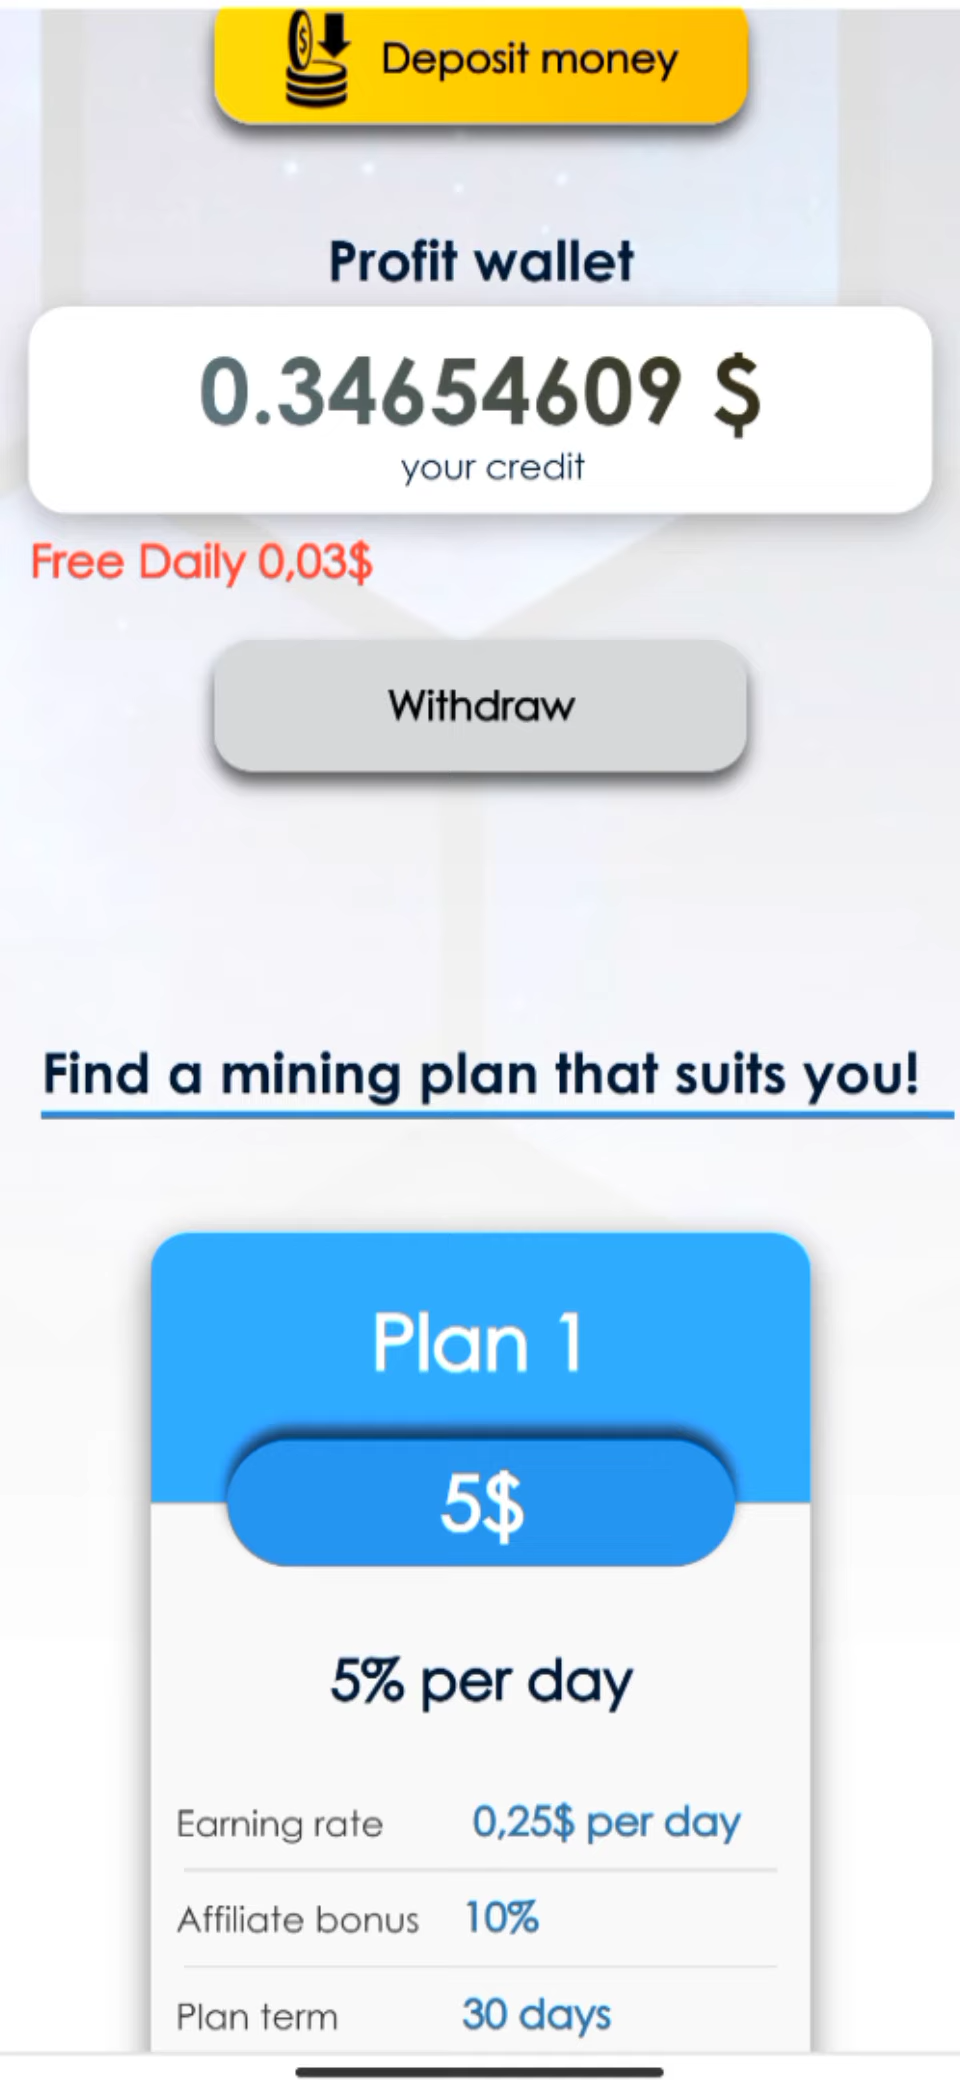 Deposit money
Profit wallet
0.34654609 $
your credit
Free Daily 0,03$
Withdraw
Find a mining plan that suits you!
Plan 1
5$
5% per day
Earning rate 0,25$ per day
Affiliate bonus 10%
Plan term 30 days